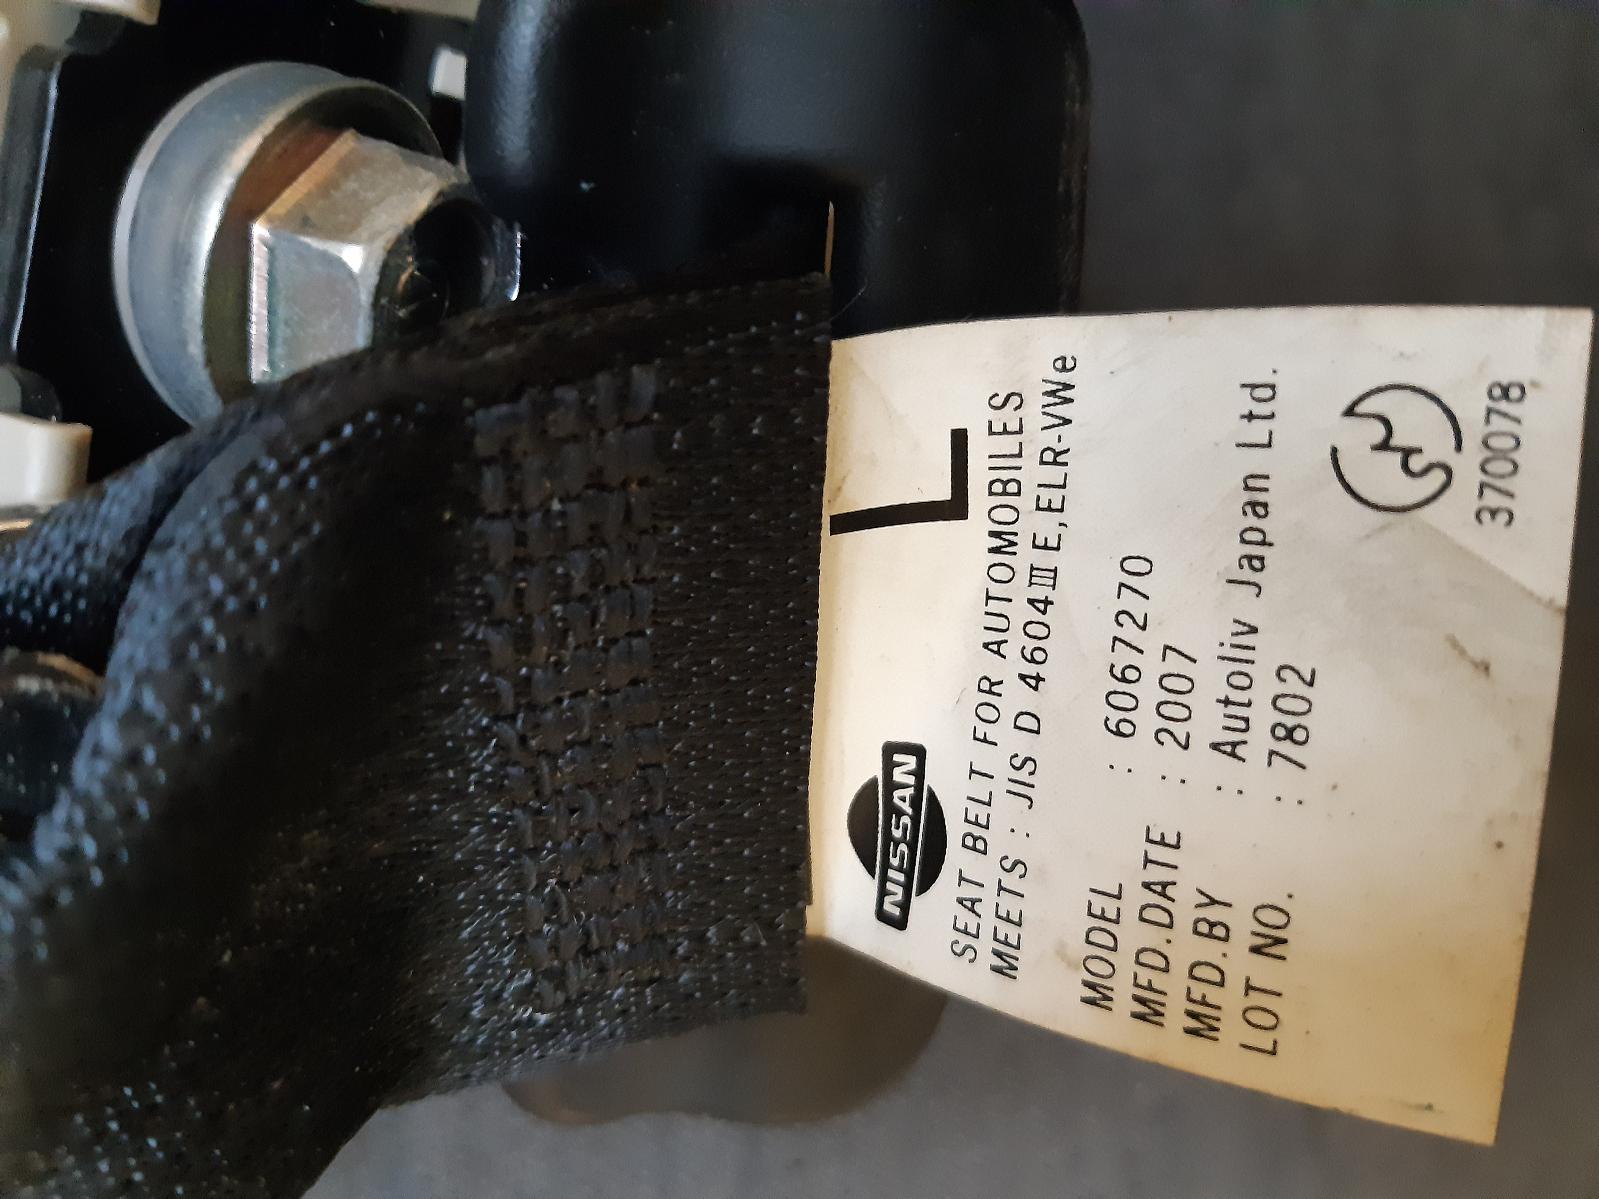 L
NISSAN
SEAT BELT FOR AUTOMOBILES
MEETS : JIS D 4604Ⅲ E,ELR-VWe
MODEL : 6067270
MFD.DATE : 2007
MFD.BY : Autoliv Japan Ltd.
LOT NO. : 7802
370078